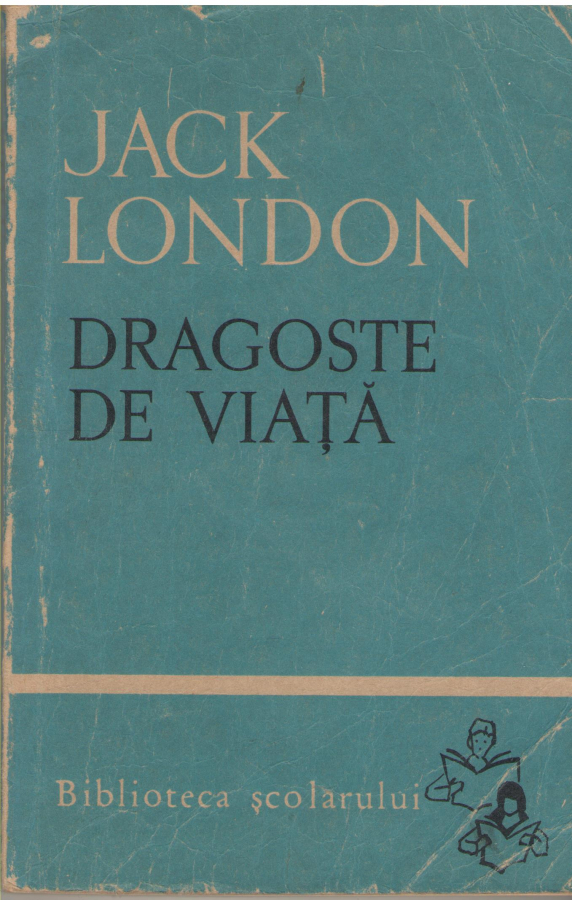 JACK
LONDON
DRAGOSTE
DE VIAȚĂ
Biblioteca școlarului